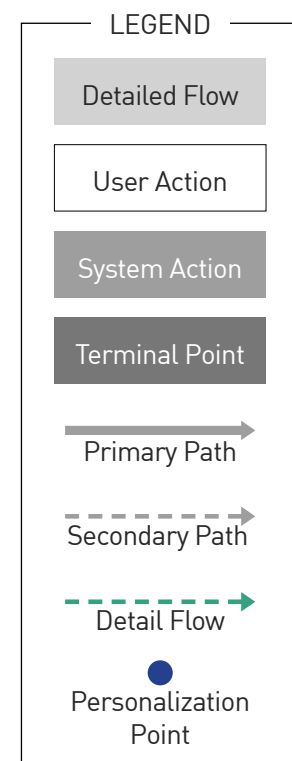 LEGEND
Detailed Flow
User Action
System Action
Terminal Point
Primary Path
Secondary Path
Detail Flow
Personalization
Point